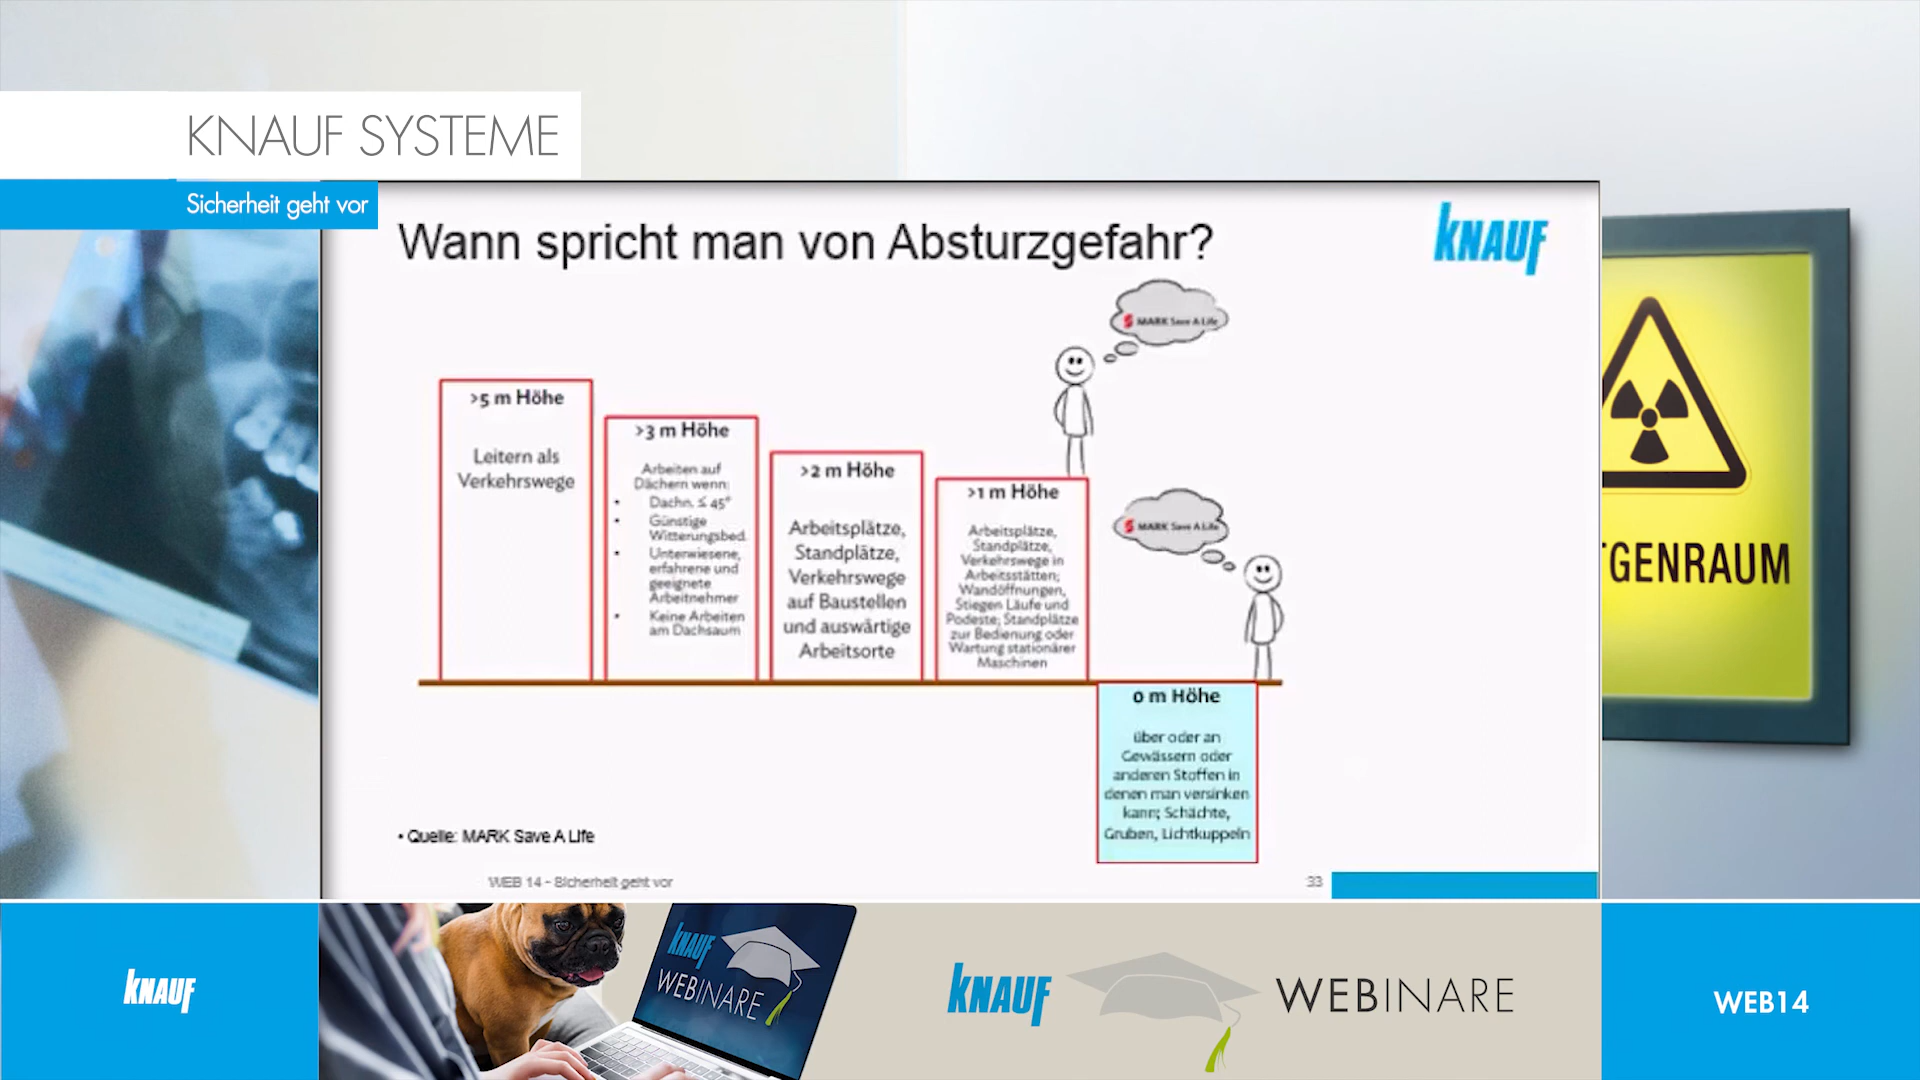 KNAUF SYSTEME
Sicherheit geht vor
Wann spricht man von Absturzgefahr?
KNAUF
MARK Save A Life
>5 m Höhe
Leitern als
Verkehrswege
>3 m Höhe
Arbeiten auf
Dächern wenn:
• Dachn. ≤ 45°
• Günstige
Witterungsbed.
• Unterwiesene,
erfahrene und
geeignete
Arbeitnehmer
• Keine Arbeiten
am Dachsaum
>2 m Höhe
Arbeitsplätze,
Standplätze,
Verkehrswege
auf Baustellen
und auswärtige
Arbeitsorte
>1 m Höhe
Arbeitsplätze,
Standplätze,
Verkehrswege in
Arbeitsstätten;
Wandöffnungen,
Stiegen Läufe und
Podeste; Standplätze
zur Bedienung oder
Wartung stationärer
Maschinen
MARK Save A Life
0 m Höhe
über oder an
Gewässern oder
anderen Stoffen in
denen man versinken
kann; Schächte,
Gruben, Lichtkuppeln
• Quelle: MARK Save A Life
WEB 14 - Sicherheit geht vor
33
TGENRAUM
KNAUF
KNAUF
WEBINARE
KNAUF
WEBINARE
WEB14